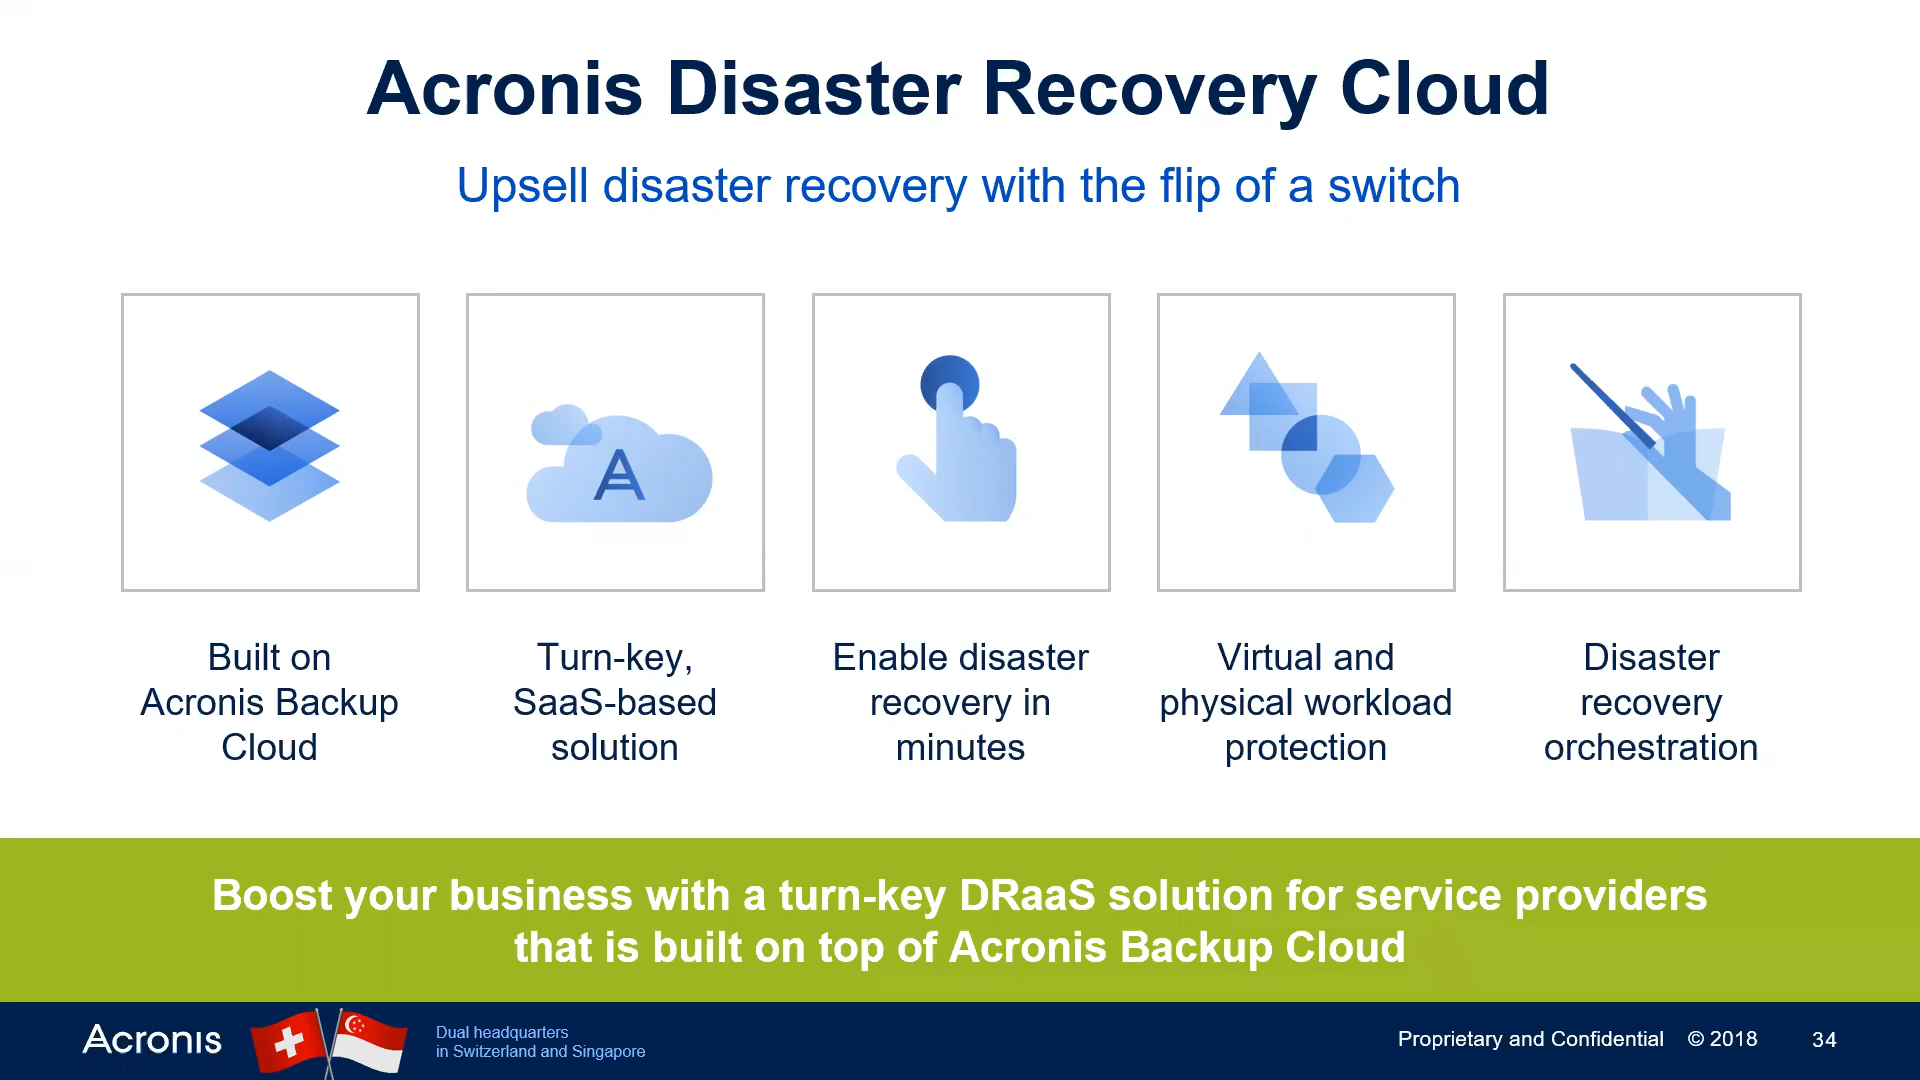 Acronis Disaster Recovery Cloud
Upsell disaster recovery with the flip of a switch
A
Built on
Acronis Backup
Cloud
Turn-key,
SaaS-based
solution
Enable disaster
recovery in
minutes
Virtual and
physical workload
protection
Disaster
recovery
orchestration
Boost your business with a turn-key DRaaS solution for service providers
that is built on top of Acronis Backup Cloud
Acronis
Dual headquarters
in Switzerland and Singapore
Proprietary and Confidential © 2018 34